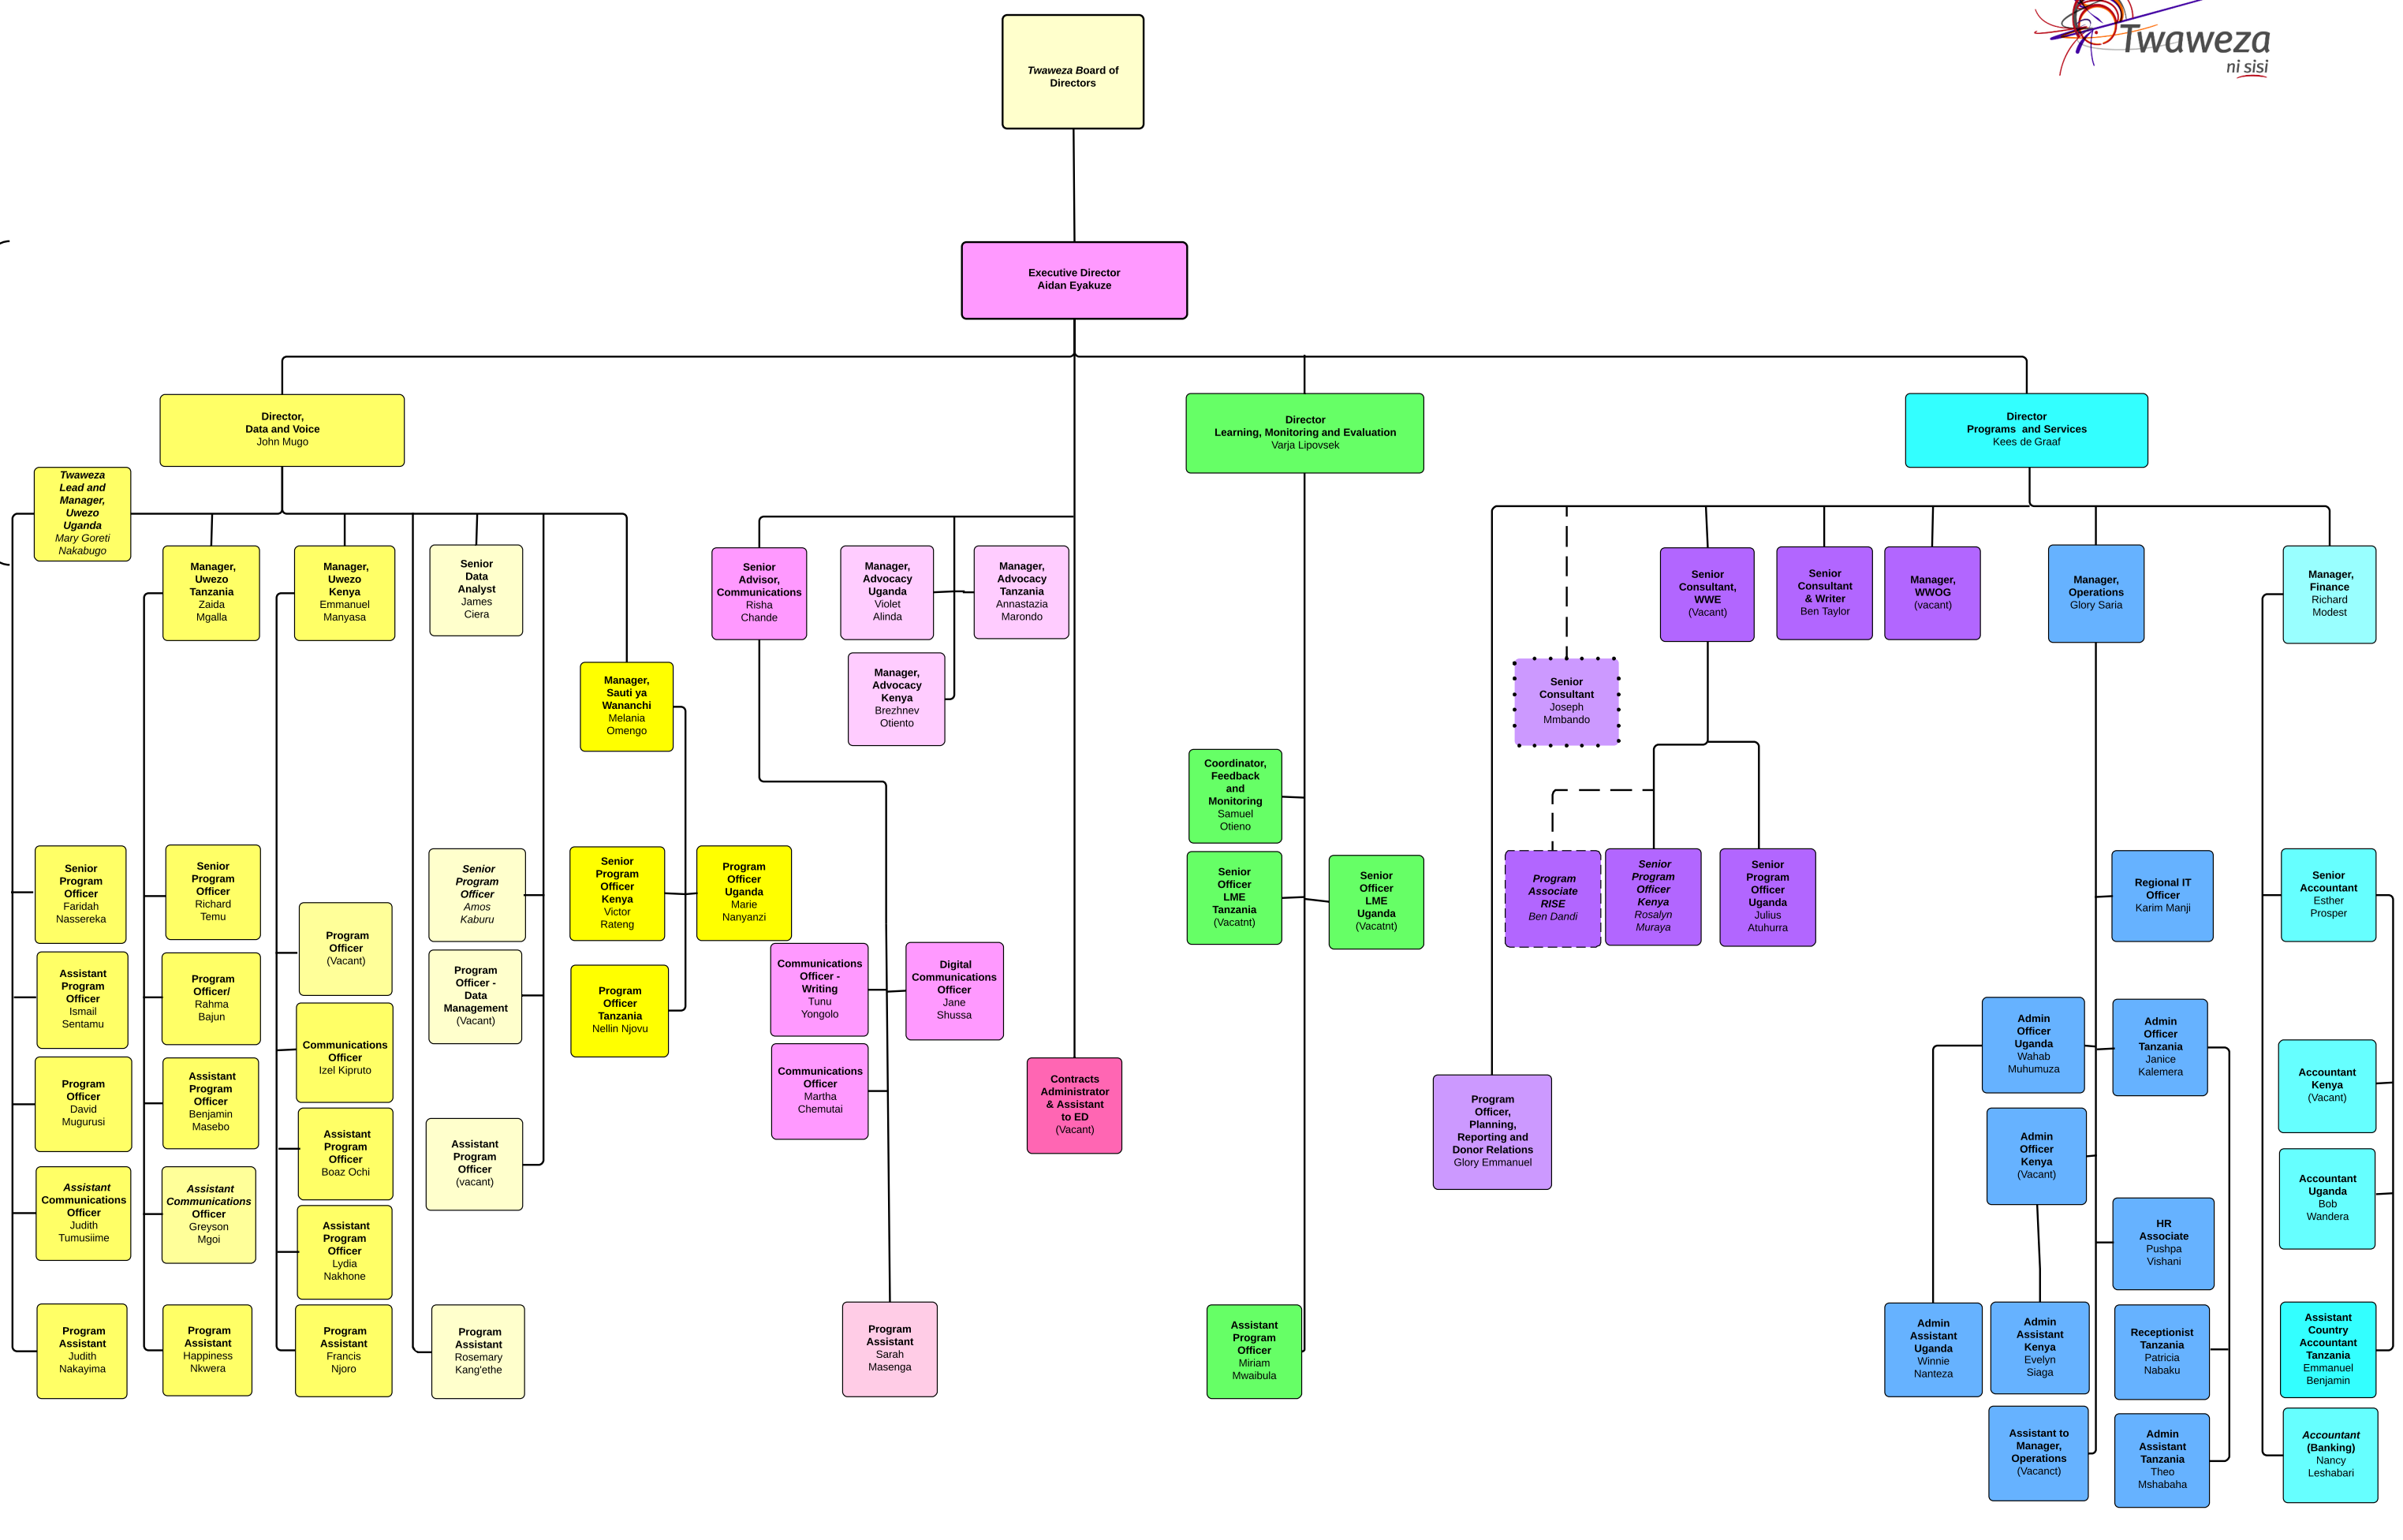 Twaweza
ni sisi
Twaweza Board of
Directors
Executive Director
Aidan Eyakuze
Director,
Data and Voice
John Mugo
Director
Learning, Monitoring and Evaluation
Varja Lipovsek
Director
Programs  and Services
Kees de Graaf
Twaweza
Lead and
Manager,
Uwezo
Uganda
Mary Goreti
Nakabugo
Manager,
Uwezo
Tanzania
Zaida
Mgalla
Manager,
Uwezo
Kenya
Emmanuel
Manyasa
Senior
Data
Analyst
James
Ciera
Manager,
Sauti ya
Wananchi
Melania
Omengo
Senior
Advisor,
Communications
Risha
Chande
Manager,
Advocacy
Uganda
Violet
Alinda
Manager,
Advocacy
Tanzania
Annastazia
Marondo
Manager,
Advocacy
Kenya
Brezhnev
Otiento
Senior
Consultant
Joseph
Mmbando
Senior
Consultant,
WWE
(Vacant)
Senior
Consultant
& Writer
Ben Taylor
Manager,
WWOG
(vacant)
Manager,
Operations
Glory Saria
Manager,
Finance
Richard
Modest
Coordinator,
Feedback
and
Monitoring
Samuel
Otieno
Senior
Program
Officer
Faridah
Nassereka
Senior
Program
Officer
Richard
Temu
Program
Officer
(Vacant)
Senior
Program
Officer
Amos
Kaburu
Senior
Program
Officer
Kenya
Victor
Rateng
Program
Officer
Uganda
Marie
Nanyanzi
Senior
Officer
LME
Tanzania
(Vacatnt)
Senior
Officer
LME
Uganda
(Vacatnt)
Program
Associate
RISE
Ben Dandi
Senior
Program
Officer
Kenya
Rosalyn
Muraya
Senior
Program
Officer
Uganda
Julius
Atuhurra
Regional IT
Officer
Karim Manji
Senior
Accountant
Esther
Prosper
Assistant
Program
Officer
Ismail
Sentamu
Program
Officer/
Rahma
Bajun
Communications
Officer
Izel Kipruto
Program
Officer -
Data
Management
(Vacant)
Program
Officer
Tanzania
Nellin Njovu
Communications
Officer -
Writing
Tunu
Yongolo
Digital
Communications
Officer
Jane
Shussa
Admin
Officer
Uganda
Wahab
Muhumuza
Admin
Officer
Tanzania
Janice
Kalemera
Accountant
Kenya
(Vacant)
Program
Officer
David
Mugurusi
Assistant
Program
Officer
Benjamin
Masebo
Assistant
Program
Officer
Boaz Ochi
Assistant
Program
Officer
(vacant)
Communications
Officer
Martha
Chemutai
Contracts
Administrator
& Assistant
to ED
(Vacant)
Program
Officer,
Planning,
Reporting and
Donor Relations
Glory Emmanuel
Admin
Officer
Kenya
(Vacant)
Accountant
Uganda
Bob
Wandera
Assistant
Communications
Officer
Judith
Tumusiime
Assistant
Communications
Officer
Greyson
Mgoi
Assistant
Program
Officer
Lydia
Nakhone
HR
Associate
Pushpa
Vishani
Program
Assistant
Judith
Nakayima
Program
Assistant
Happiness
Nkwera
Program
Assistant
Francis
Njoro
Program
Assistant
Rosemary
Kang'ethe
Program
Assistant
Sarah
Masenga
Assistant
Program
Officer
Miriam
Mwaibula
Admin
Assistant
Uganda
Winnie
Nanteza
Admin
Assistant
Kenya
Evelyn
Siaga
Receptionist
Tanzania
Patricia
Nabaku
Assistant
Country
Accountant
Tanzania
Emmanuel
Benjamin
Assistant to
Manager,
Operations
(Vacanct)
Admin
Assistant
Tanzania
Theo
Mshabaha
Accountant
(Banking)
Nancy
Leshabari